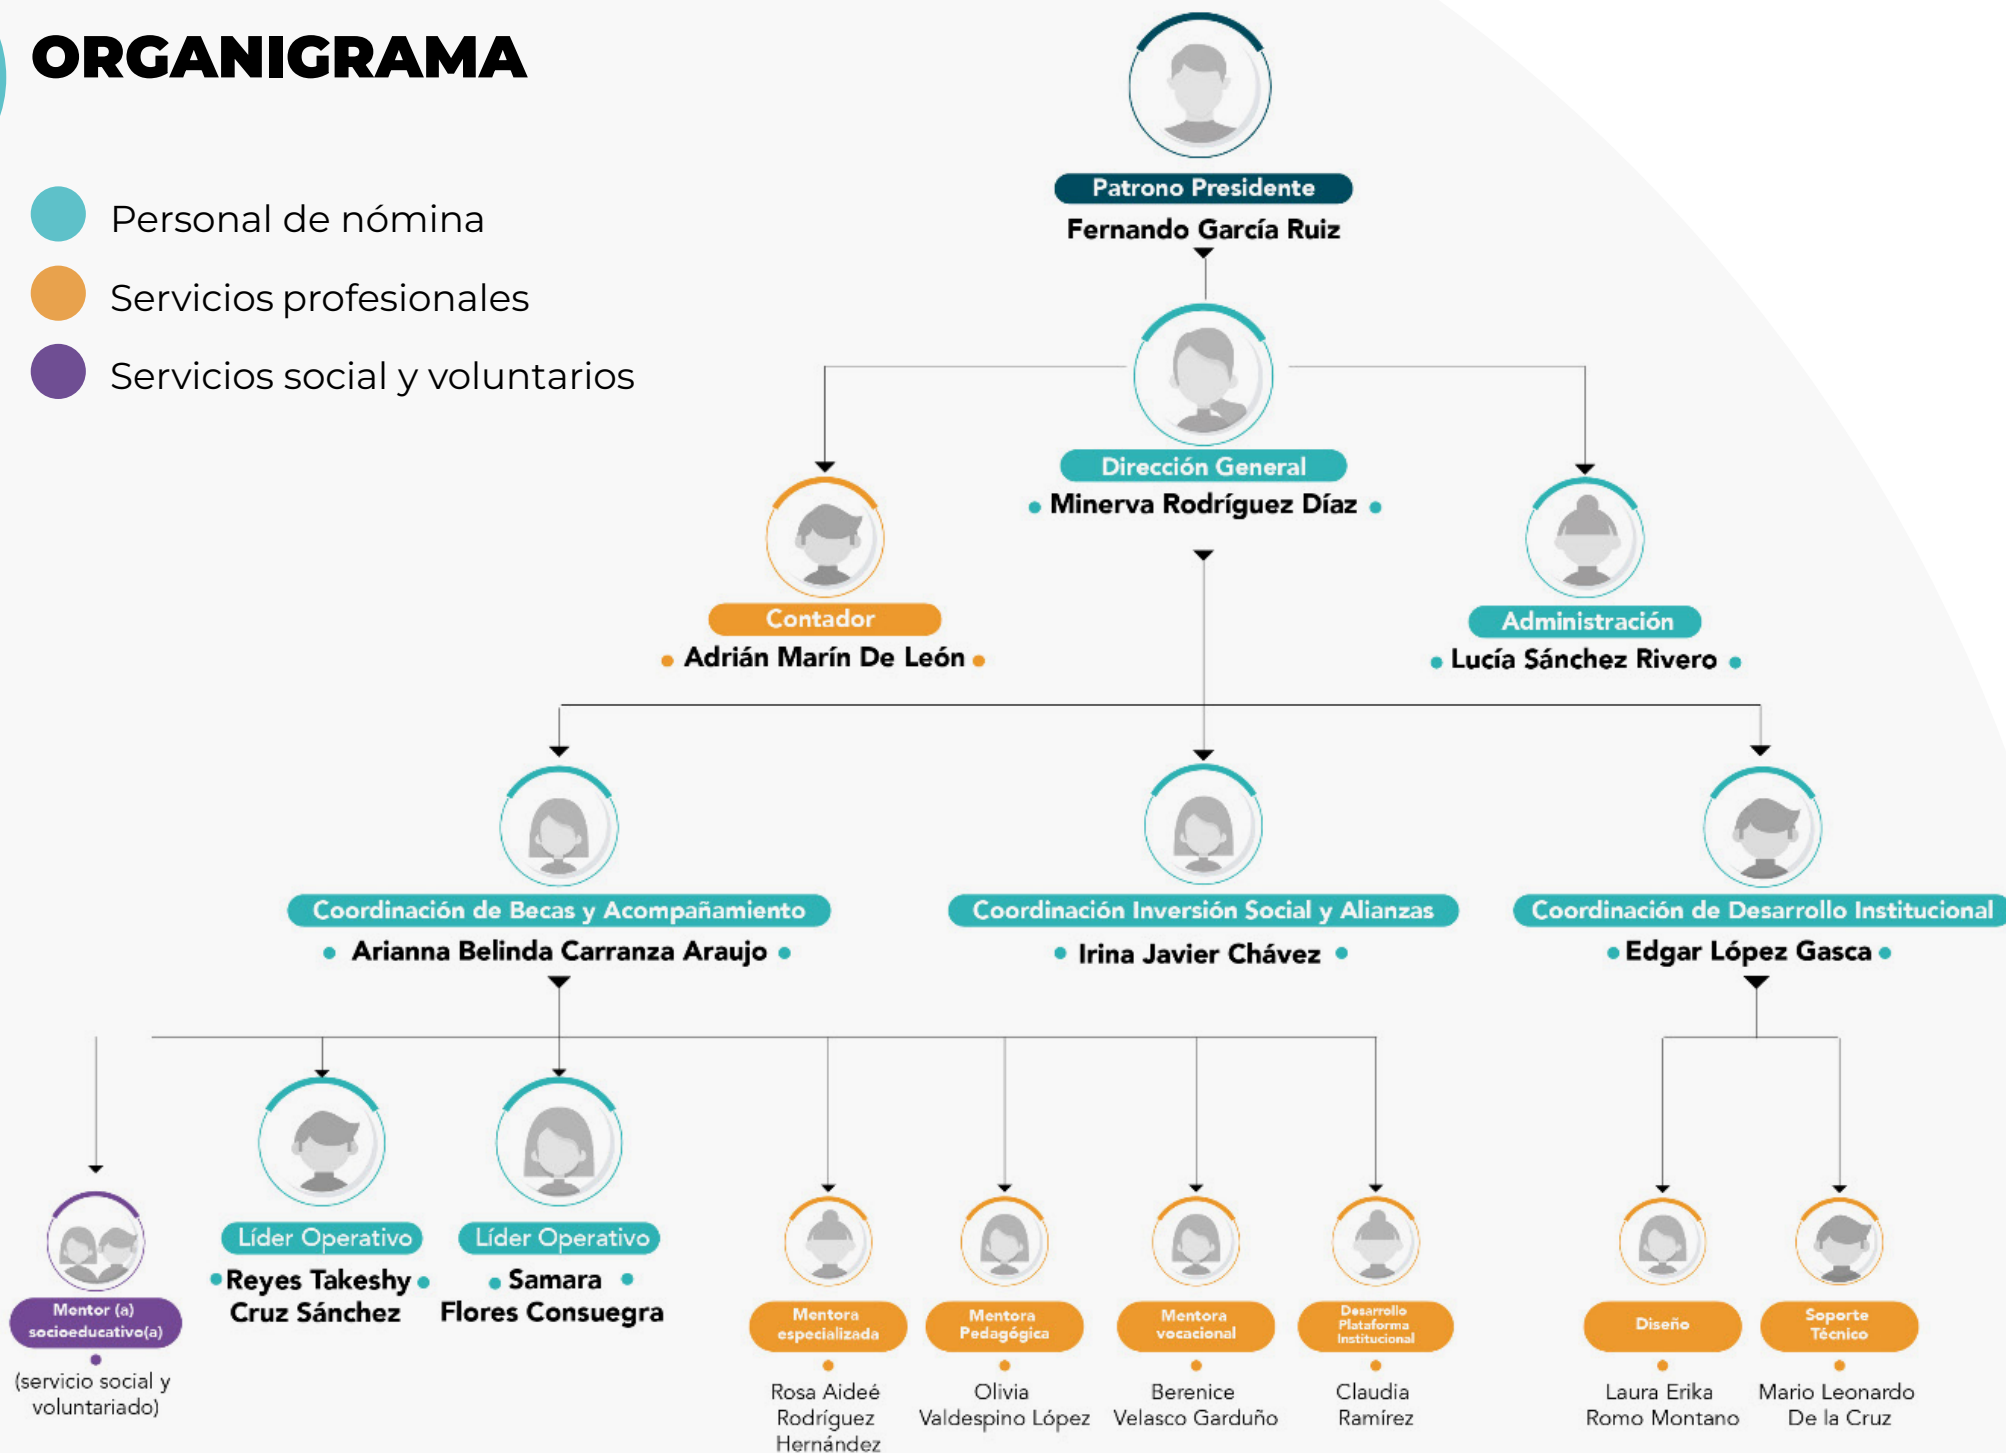 ORGANIGRAMA
Personal de nómina
Servicios profesionales
Servicios social y voluntarios
Patrono Presidente
Fernando García Ruiz
Dirección General
Minerva Rodríguez Díaz
Contador
Adrián Marín De León
Administración
Lucía Sánchez Rivero
Coordinación de Becas y Acompañamiento
Arianna Belinda Carranza Araujo
Coordinación Inversión Social y Alianzas
Irina Javier Chávez
Coordinación de Desarrollo Institucional
Edgar López Gasca
Mentor (a)
socioeducativo(a)
(servicio social y
voluntariado)
Líder Operativo
Reyes Takeshy
Cruz Sánchez
Líder Operativo
Samara
Flores Consuegra
Mentora
especializada
Rosa Aideé
Rodríguez
Hernández
Mentora
Pedagógica
Olivia
Valdespino López
Mentora
vocacional
Berenice
Velasco Garduño
Desarrollo
Plataforma
Institucional
Claudia
Ramírez
Diseño
Laura Erika
Romo Montano
Soporte
Técnico
Mario Leonardo
De la Cruz